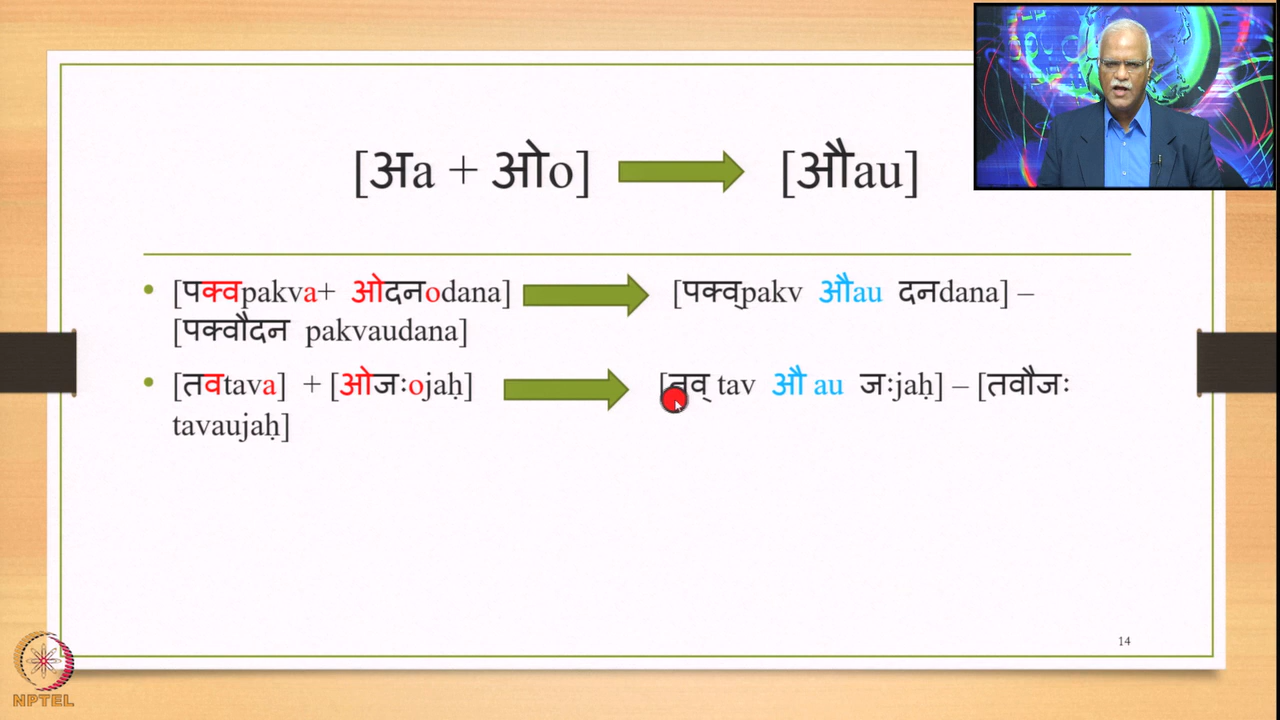 [अa + ओo] [औau]
[पक्वpakva+ ओदनodana] [पक्व्pakv औau दनdana] –
[पक्वौदन pakvaudana]
[तवtava] + [ओजःojaḥ] [तव् tav औ au जःjaḥ] – [तवौजः
tavaujaḥ]
14
NPTEL